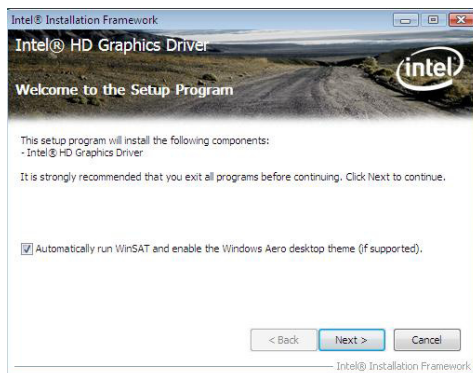 Intel® Installation Framework
Intel® HD Graphics Driver
intel
Welcome to the Setup Program
This setup program will install the following components:
- Intel® HD Graphics Driver
It is strongly recommended that you exit all programs before continuing. Click Next to continue.
Automatically run WinSAT and enable the Windows Aero desktop theme (if supported).
< Back Next > Cancel
Intel® Installation Framework